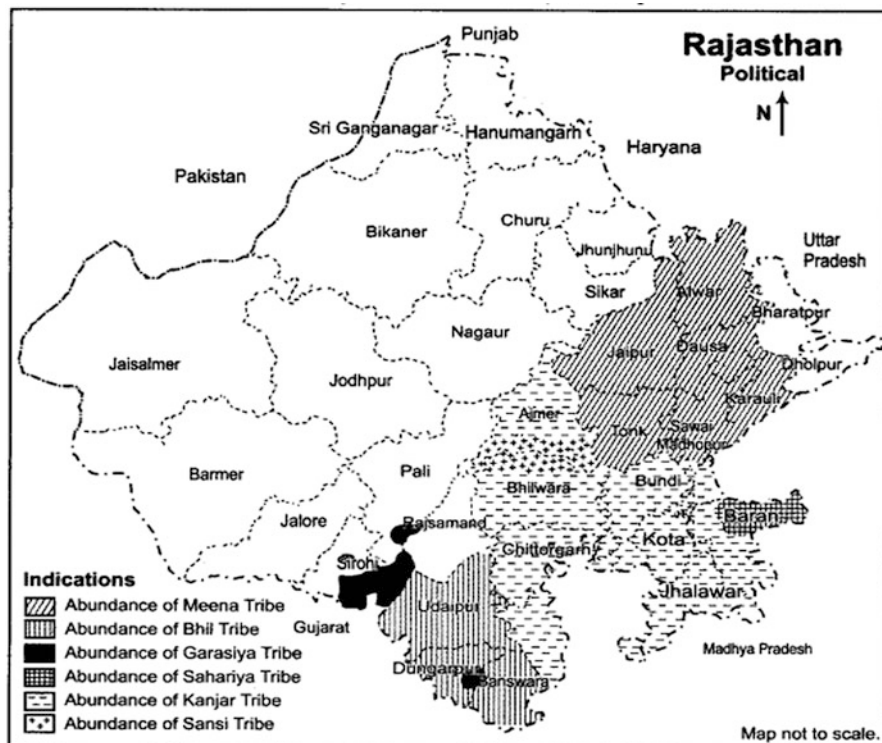 Punjab
Rajasthan
Political
N
Sri Ganganagar
Hanumangarh
Haryana
Pakistan
Churu
Bikaner
Jhunjhunu
Uttar
Pradesh
Sikar
Alwar
Bharatpur
Nagaur
Jaipur
Dausa
Jaisalmer
Jodhpur
Dholpur
Karauli
Ajmer
Tonk
Sawai
Madhopur
Barmer
Pali
Bhilwara
Bundi
Jalore
Rajsamand
Baran
Chittorgarh
Kota
Sirohi
Jhalawar
Udaipur
Gujarat
Madhya Pradesh
Dungarpur
Banswara
Indications
Abundance of Meena Tribe
Abundance of Bhil Tribe
Abundance of Garasiya Tribe
Abundance of Sahariya Tribe
Abundance of Kanjar Tribe
Abundance of Sansi Tribe
Map not to scale.